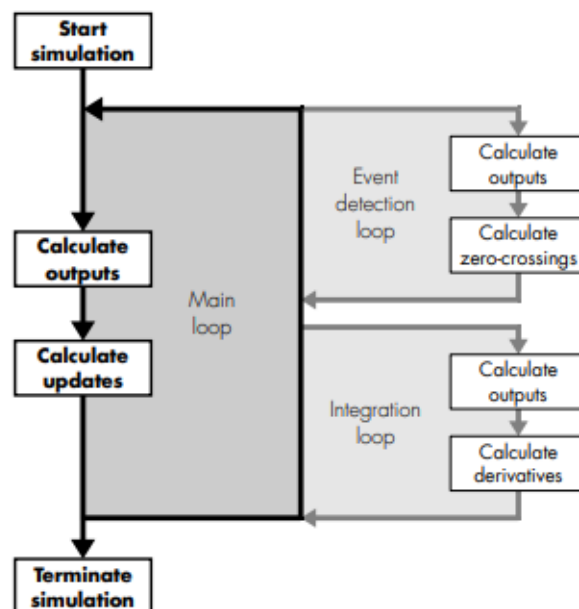 Start
simulation
Calculate
outputs
Event
detection
loop
Calculate
zero-crossings
Calculate
outputs
Main
loop
Calculate
updates
Calculate
outputs
Integration
loop
Calculate
derivatives
Terminate
simulation